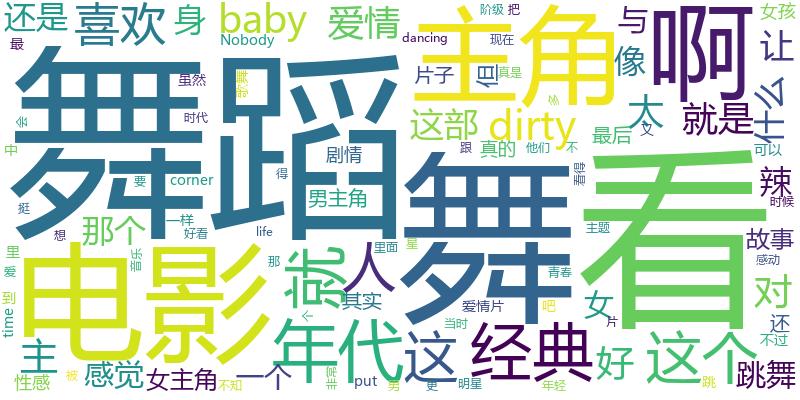 还是
喜欢
身
baby
爱情
主角
与
啊
让
女孩
阶级
把
最
Nobody
dancing
现在
像
什么
虽然
歌舞
片子
但
真是
舞蹈
时代
多
这部
dirty
太
文
就是
会
中
剧情
真的
他们
不
最后
可以
要
corner
得
男主角
跟
舞
看得
看
辣
时候
挺
一样
好看
life
那个
想
主题
故事
感动
里
爱
音乐
那
就
人
里面
星
青春
女
对
到
电影
其实
爱情片
吧
还
time
个
年代
这
当时
经典
片
好
这个
不过
主
性感
感觉
被
女主角
不知
一个
非常
put
男
更
明星
年轻
跳
跳舞